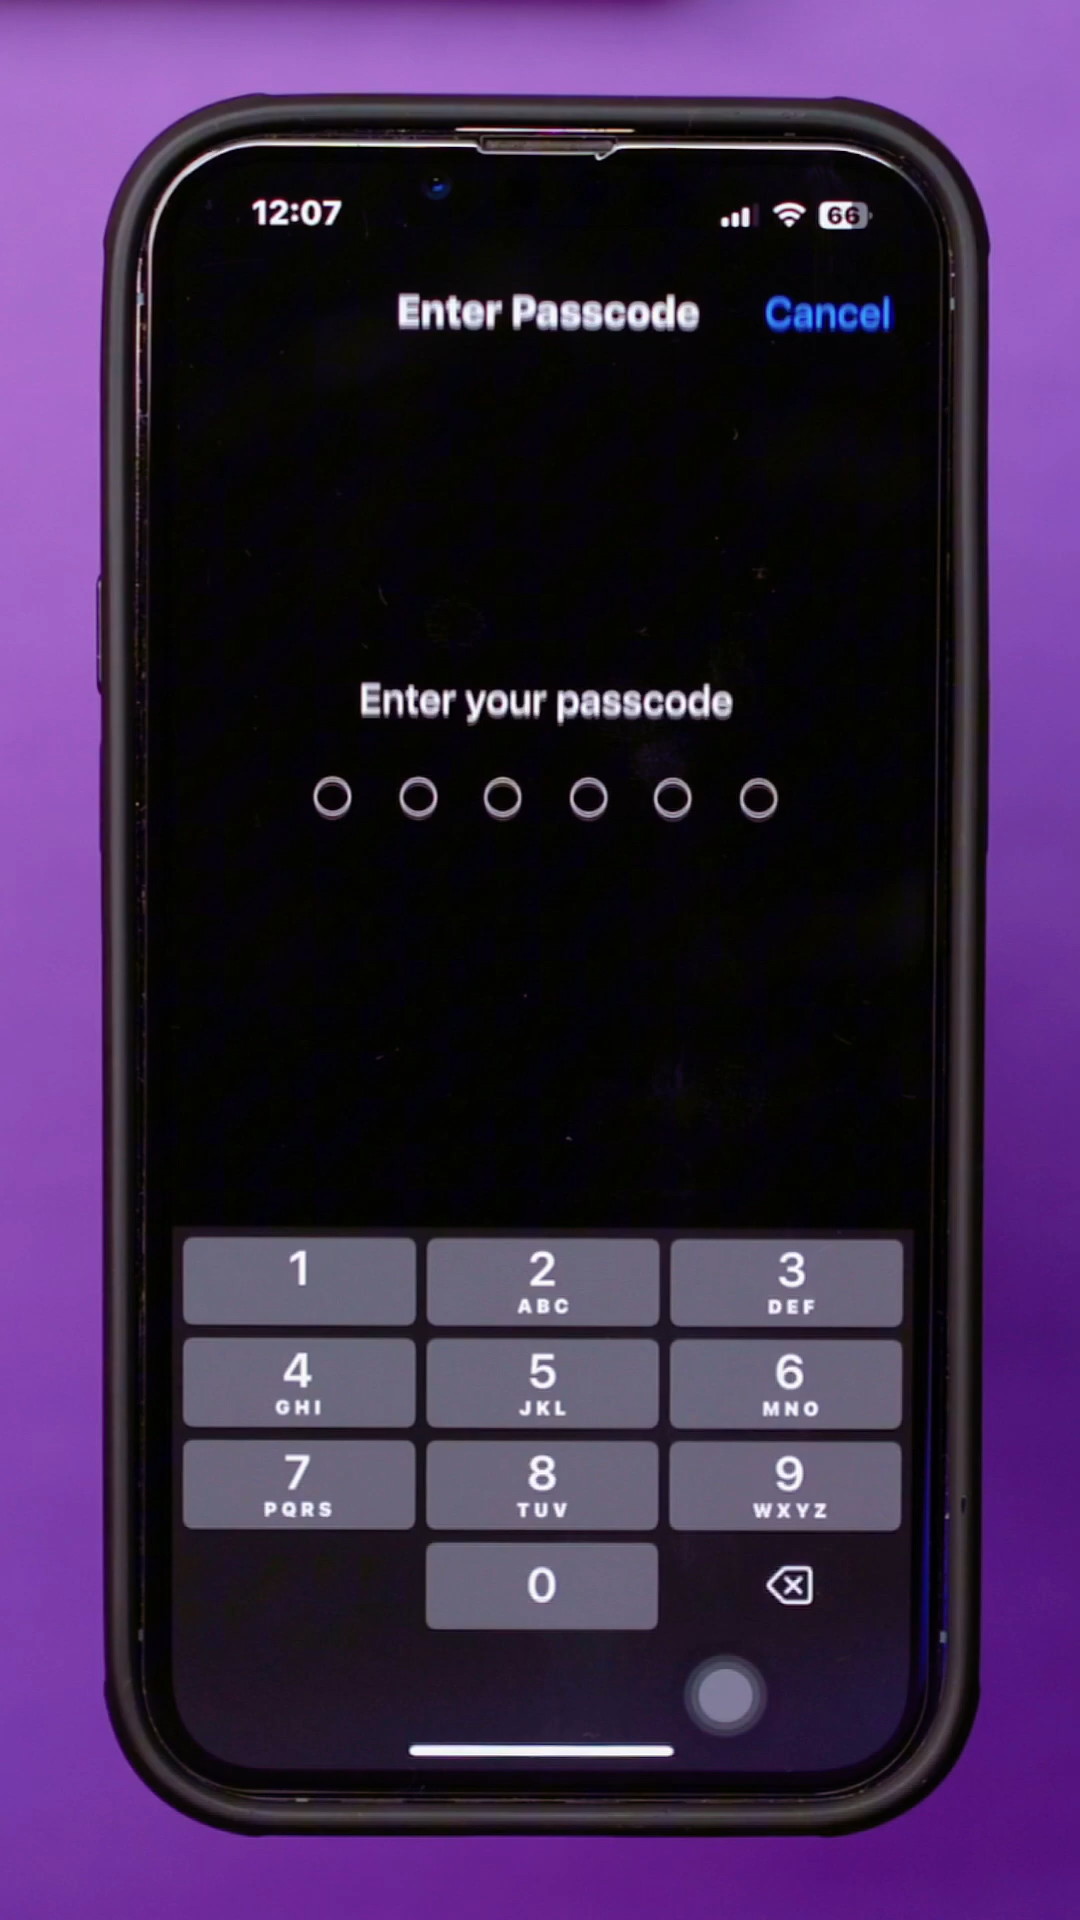 12:07 66
Enter Passcode Cancel
Enter your passcode
1 2 3
ABC DEF
4 5 6
GHI JKL MNO
7 8 9
PQRS TUV WXYZ
0